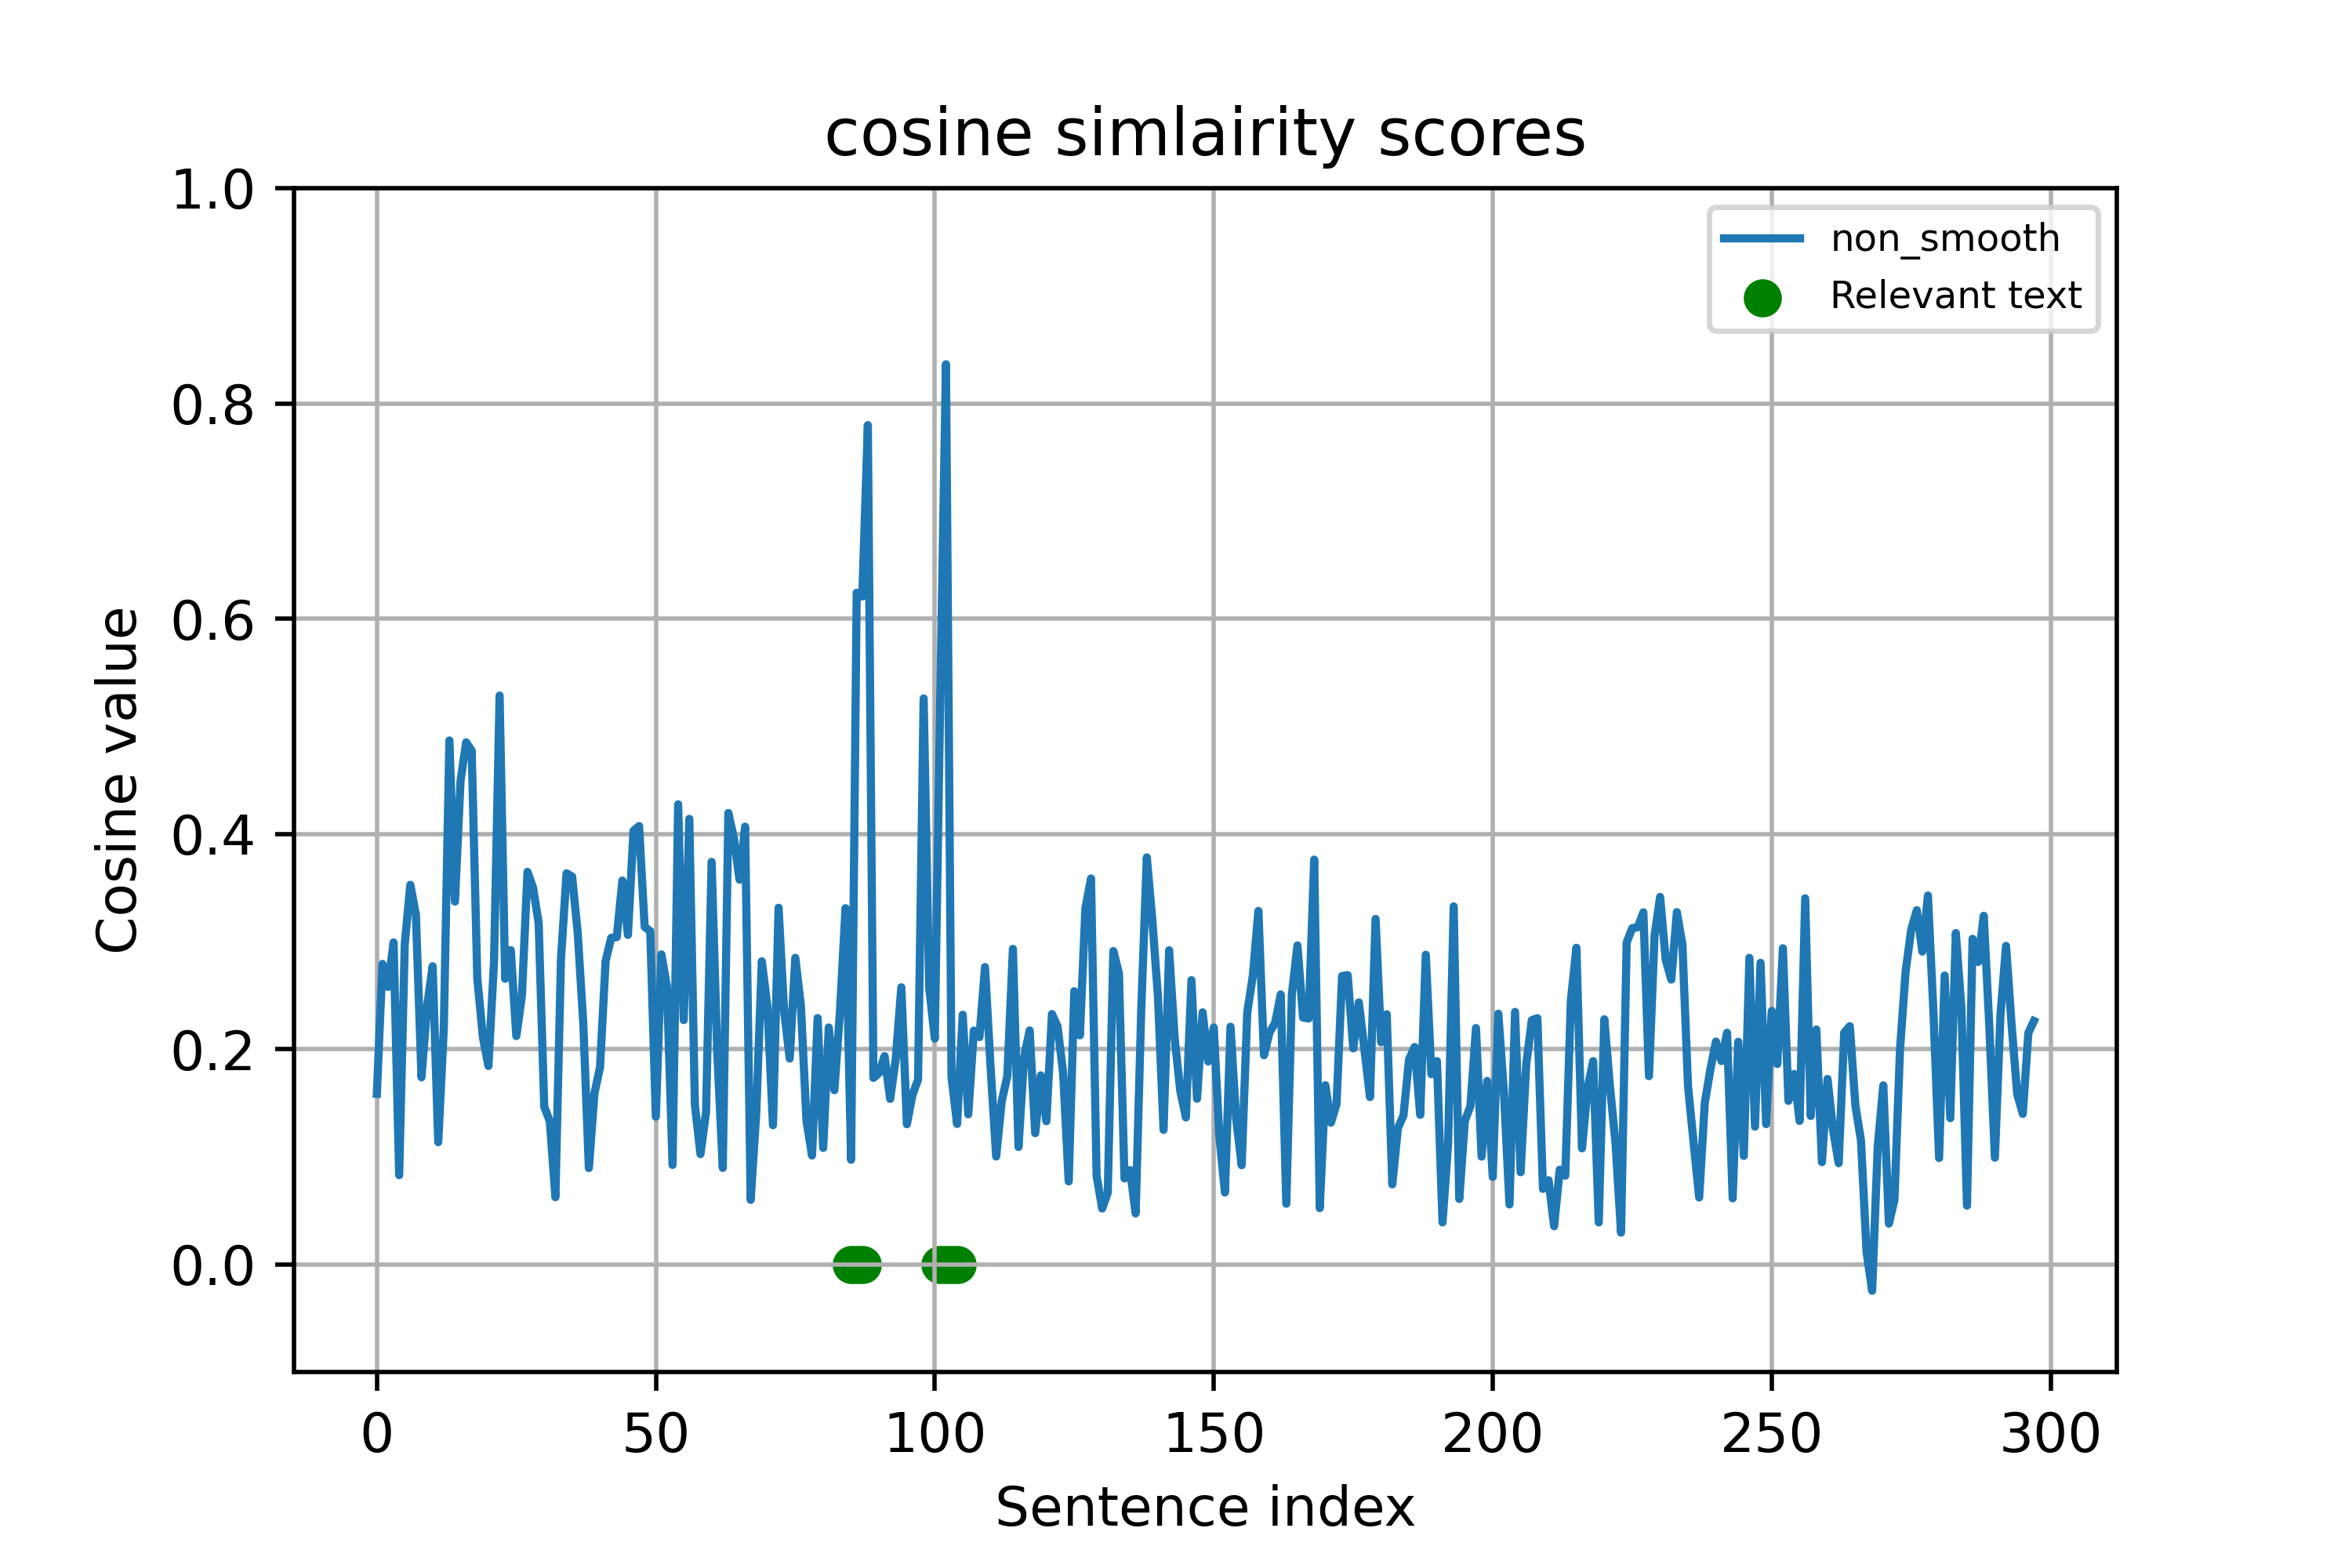 cosine simlairity scores
1.0
0.8
0.6
0.4
0.2
0.0
Cosine value
non_smooth
Relevant text
0 50 100 150 200 250 300
Sentence index